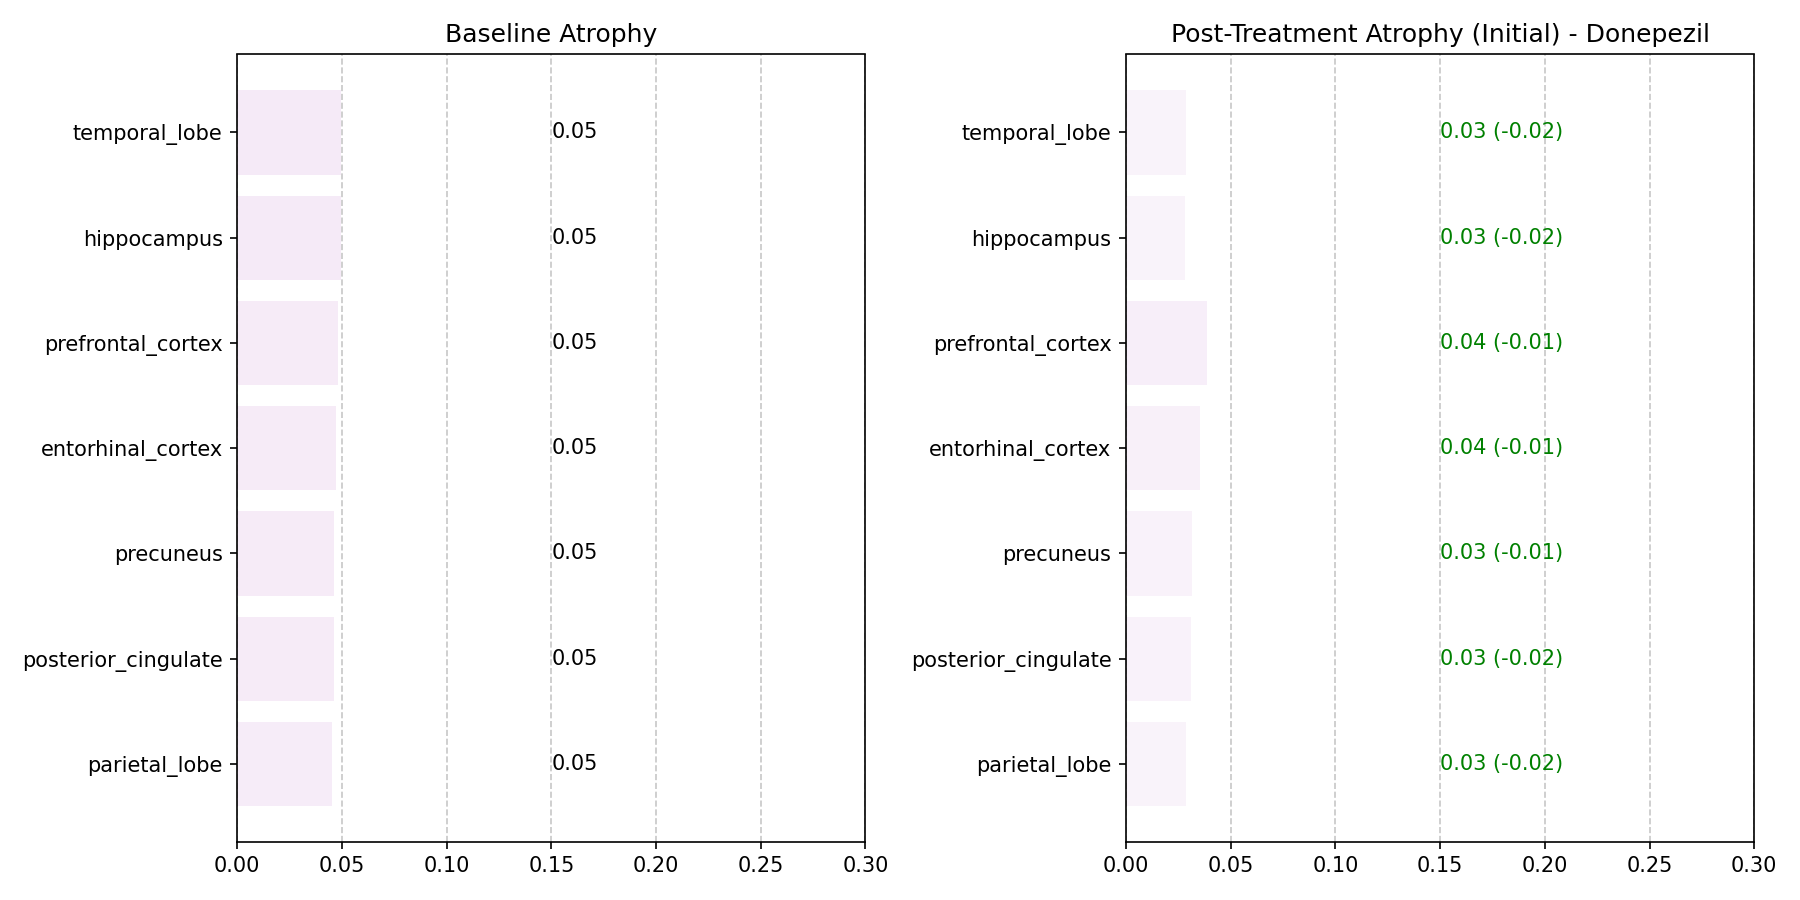 Baseline Atrophy
temporal_lobe
0.05
hippocampus
0.05
prefrontal_cortex
0.05
entorhinal_cortex
0.05
precuneus
0.05
posterior_cingulate
0.05
parietal_lobe
0.05
0.00 0.05 0.10 0.15 0.20 0.25 0.30
Post-Treatment Atrophy (Initial) - Donepezil
temporal_lobe
0.03 (-0.02)
hippocampus
0.03 (-0.02)
prefrontal_cortex
0.04 (-0.01)
entorhinal_cortex
0.04 (-0.01)
precuneus
0.03 (-0.01)
posterior_cingulate
0.03 (-0.02)
parietal_lobe
0.03 (-0.02)
0.00 0.05 0.10 0.15 0.20 0.25 0.30